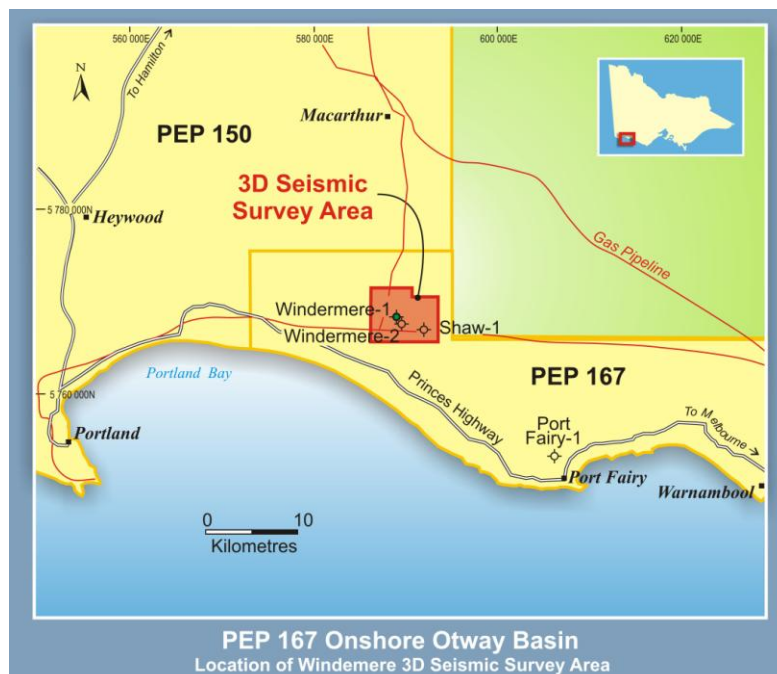 560 000E
580 000E
600 000E
620 000E
To Hamilton
N
Macarthur
PEP 150
3D Seismic
Survey Area
5 780 000N
Heywood
Gas Pipeline
Windermere-1
Windermere-2
Shaw-1
PEP 167
Portland Bay
Princes Highway
5 760 000N
Port
Fairy-1
To Melbourne
Portland
Port Fairy
Warnambool
0 10
Kilometres
PEP 167 Onshore Otway Basin
Location of Windemere 3D Seismic Survey Area